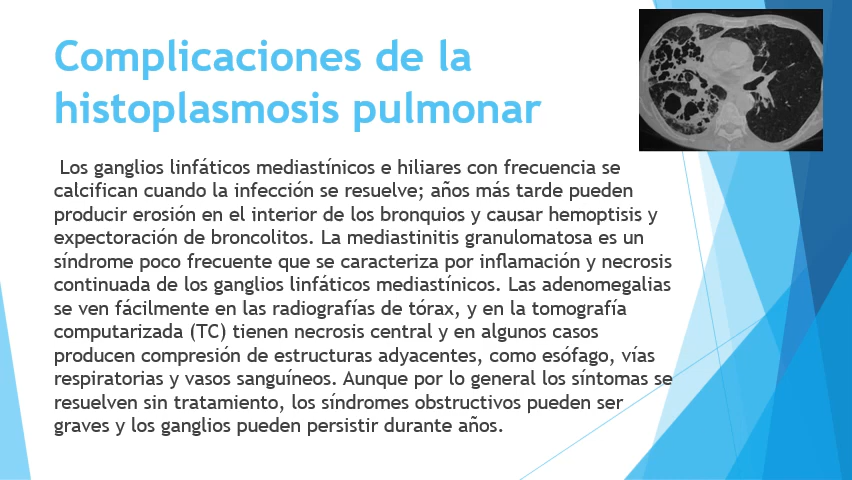 Complicaciones de la
histoplasmosis pulmonar
Los ganglios linfáticos mediastínicos e hiliares con frecuencia se
calcifican cuando la infección se resuelve; años más tarde pueden
producir erosión en el interior de los bronquios y causar hemoptisis y
expectoración de broncolitos. La mediastinitis granulomatosa es un
síndrome poco frecuente que se caracteriza por inflamación y necrosis
continuada de los ganglios linfáticos mediastínicos. Las adenomegalias
se ven fácilmente en las radiografías de tórax, y en la tomografía
computarizada (TC) tienen necrosis central y en algunos casos
producen compresión de estructuras adyacentes, como esófago, vías
respiratorias y vasos sanguíneos. Aunque por lo general los síntomas se
resuelven sin tratamiento, los síndromes obstructivos pueden ser
graves y los ganglios pueden persistir durante años.